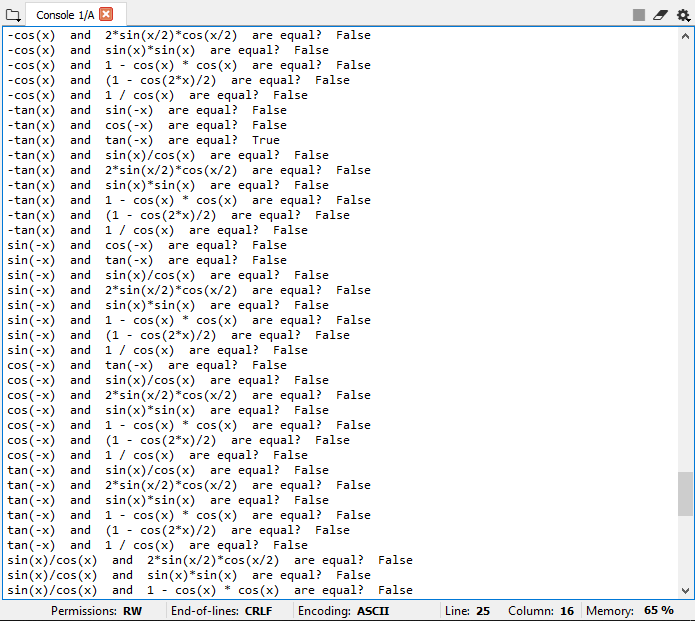 Console 1/A
-cos(x)  and  2*sin(x/2)*cos(x/2)  are equal?  False
-cos(x)  and  sin(x)*sin(x)  are equal?  False
-cos(x)  and  1 - cos(x) * cos(x)  are equal?  False
-cos(x)  and  (1 - cos(2*x)/2)  are equal?  False
-cos(x)  and  1 / cos(x)  are equal?  False
-tan(x)  and  sin(-x)  are equal?  False
-tan(x)  and  cos(-x)  are equal?  False
-tan(x)  and  tan(-x)  are equal?  True
-tan(x)  and  sin(x)/cos(x)  are equal?  False
-tan(x)  and  2*sin(x/2)*cos(x/2)  are equal?  False
-tan(x)  and  sin(x)*sin(x)  are equal?  False
-tan(x)  and  1 - cos(x) * cos(x)  are equal?  False
-tan(x)  and  (1 - cos(2*x)/2)  are equal?  False
-tan(x)  and  1 / cos(x)  are equal?  False
sin(-x)  and  cos(-x)  are equal?  False
sin(-x)  and  tan(-x)  are equal?  False
sin(-x)  and  sin(x)/cos(x)  are equal?  False
sin(-x)  and  2*sin(x/2)*cos(x/2)  are equal?  False
sin(-x)  and  sin(x)*sin(x)  are equal?  False
sin(-x)  and  1 - cos(x) * cos(x)  are equal?  False
sin(-x)  and  (1 - cos(2*x)/2)  are equal?  False
sin(-x)  and  1 / cos(x)  are equal?  False
cos(-x)  and  tan(-x)  are equal?  False
cos(-x)  and  sin(x)/cos(x)  are equal?  False
cos(-x)  and  2*sin(x/2)*cos(x/2)  are equal?  False
cos(-x)  and  sin(x)*sin(x)  are equal?  False
cos(-x)  and  1 - cos(x) * cos(x)  are equal?  False
cos(-x)  and  (1 - cos(2*x)/2)  are equal?  False
cos(-x)  and  1 / cos(x)  are equal?  False
tan(-x)  and  sin(x)/cos(x)  are equal?  False
tan(-x)  and  2*sin(x/2)*cos(x/2)  are equal?  False
tan(-x)  and  sin(x)*sin(x)  are equal?  False
tan(-x)  and  1 - cos(x) * cos(x)  are equal?  False
tan(-x)  and  (1 - cos(2*x)/2)  are equal?  False
tan(-x)  and  1 / cos(x)  are equal?  False
sin(x)/cos(x)  and  2*sin(x/2)*cos(x/2)  are equal?  False
sin(x)/cos(x)  and  sin(x)*sin(x)  are equal?  False
sin(x)/cos(x)  and  1 - cos(x) * cos(x)  are equal?  False
Permissions: RW End-of-lines: CRLF Encoding: ASCII Line: 25 Column: 16 Memory: 65 %